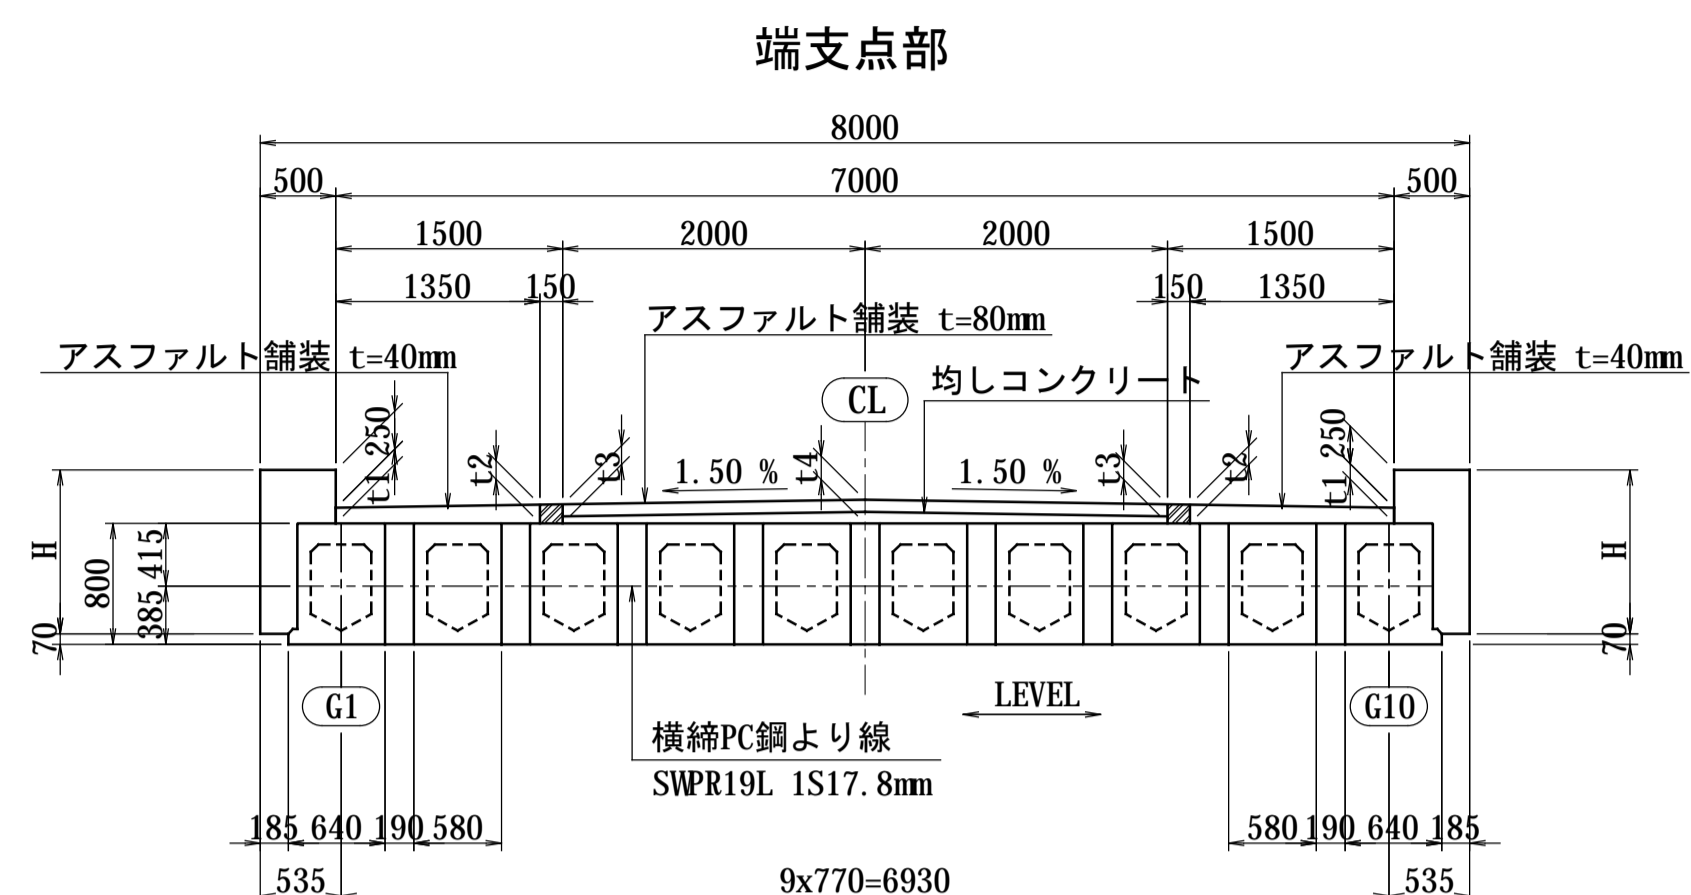 端支点部
8000
500 7000 500
1500 2000 2000 1500
1350 150 150 1350
アスファルト舗装 t=80mm
アスファルト舗装 t=40mm
アスファルト舗装 t=40mm
均しコンクリート
CL
250 250
t1 t2 t3 t4 t3 t2 t1
1.50 % 1.50 %
H H
800 415
385
70 70
G1 G10
LEVEL
横締PC鋼より線
SWPR19L 1S17.8mm
185 640 190 580 580 190 640 185
535 9x770=6930 535